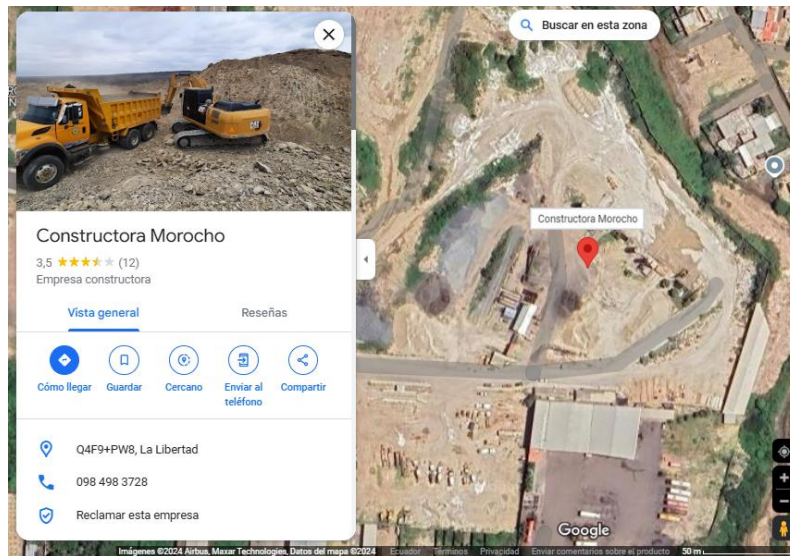 Buscar en esta zona
CAT
Constructora Morocho
3,5 (12)
Empresa constructora
Vista general
Reseñas
Cómo llegar
Guardar
Cercano
Enviar al
teléfono
Compartir
Q4F9+PW8, La Libertad
098 498 3728
Reclamar esta empresa
Constructora Morocho
Google
Imágenes ©2024 Airbus, Maxar Technologies, Datos del mapa ©2024 Ecuador Términos Privacidad Enviar comentarios sobre el producto 50 m